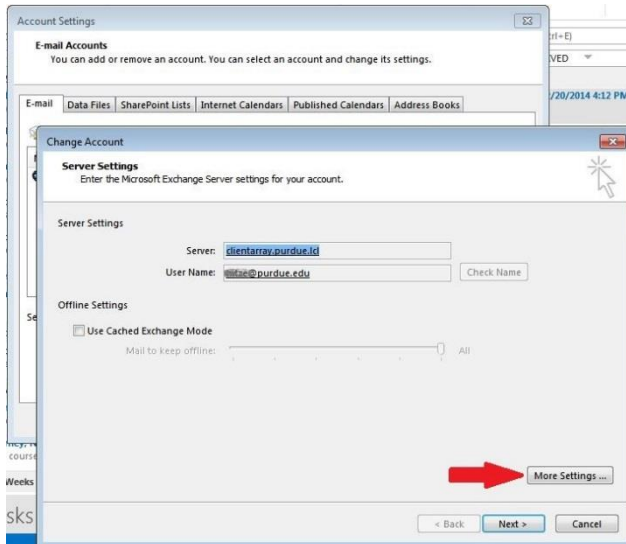 Account Settings
trl+E)
E-mail Accounts
You can add or remove an account. You can select an account and change its settings.
VED
/20/2014 4:12 PM
E-mail Data Files SharePoint Lists Internet Calendars Published Calendars Address Books
Change Account
Server Settings
Enter the Microsoft Exchange Server settings for your account.
Server Settings
Server: clientarray.purdue.lcl
User Name: @purdue.edu Check Name
Offline Settings
Se
Use Cached Exchange Mode
Mail to keep offline: All
course
More Settings ...
Weeks
sks
< Back Next > Cancel